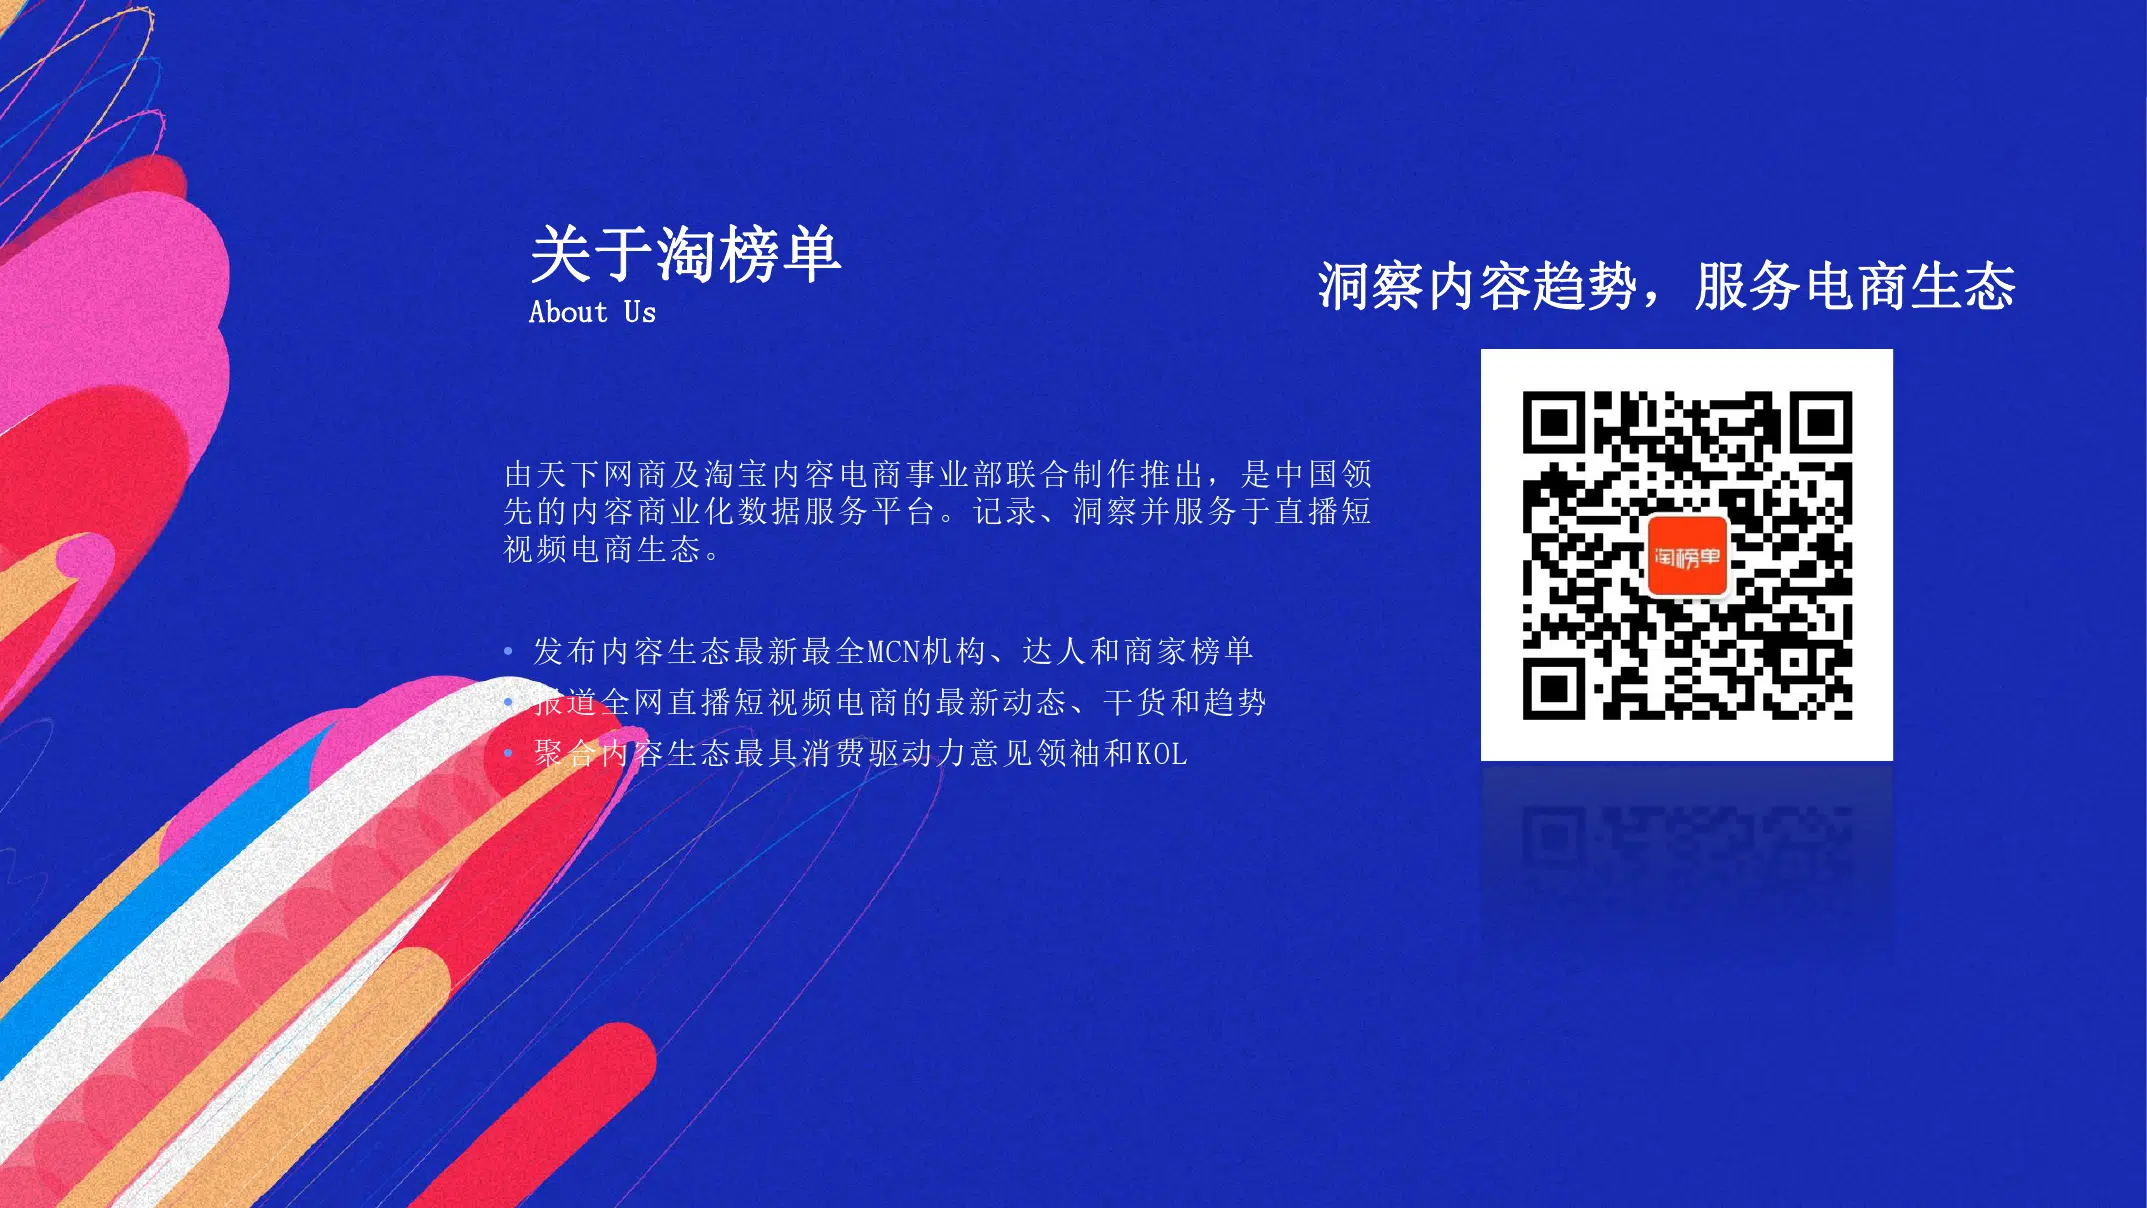 关于淘榜单
About Us
由天下网商及淘宝内容电商事业部联合制作推出，是中国领
先的内容商业化数据服务平台。记录、洞察并服务于直播短
视频电商生态。
• 发布内容生态最新最全MCN机构、达人和商家榜单
• 报道全网直播短视频电商的最新动态、干货和趋势
• 聚合内容生态最具消费驱动力意见领袖和KOL
洞察内容趋势，服务电商生态
淘榜单